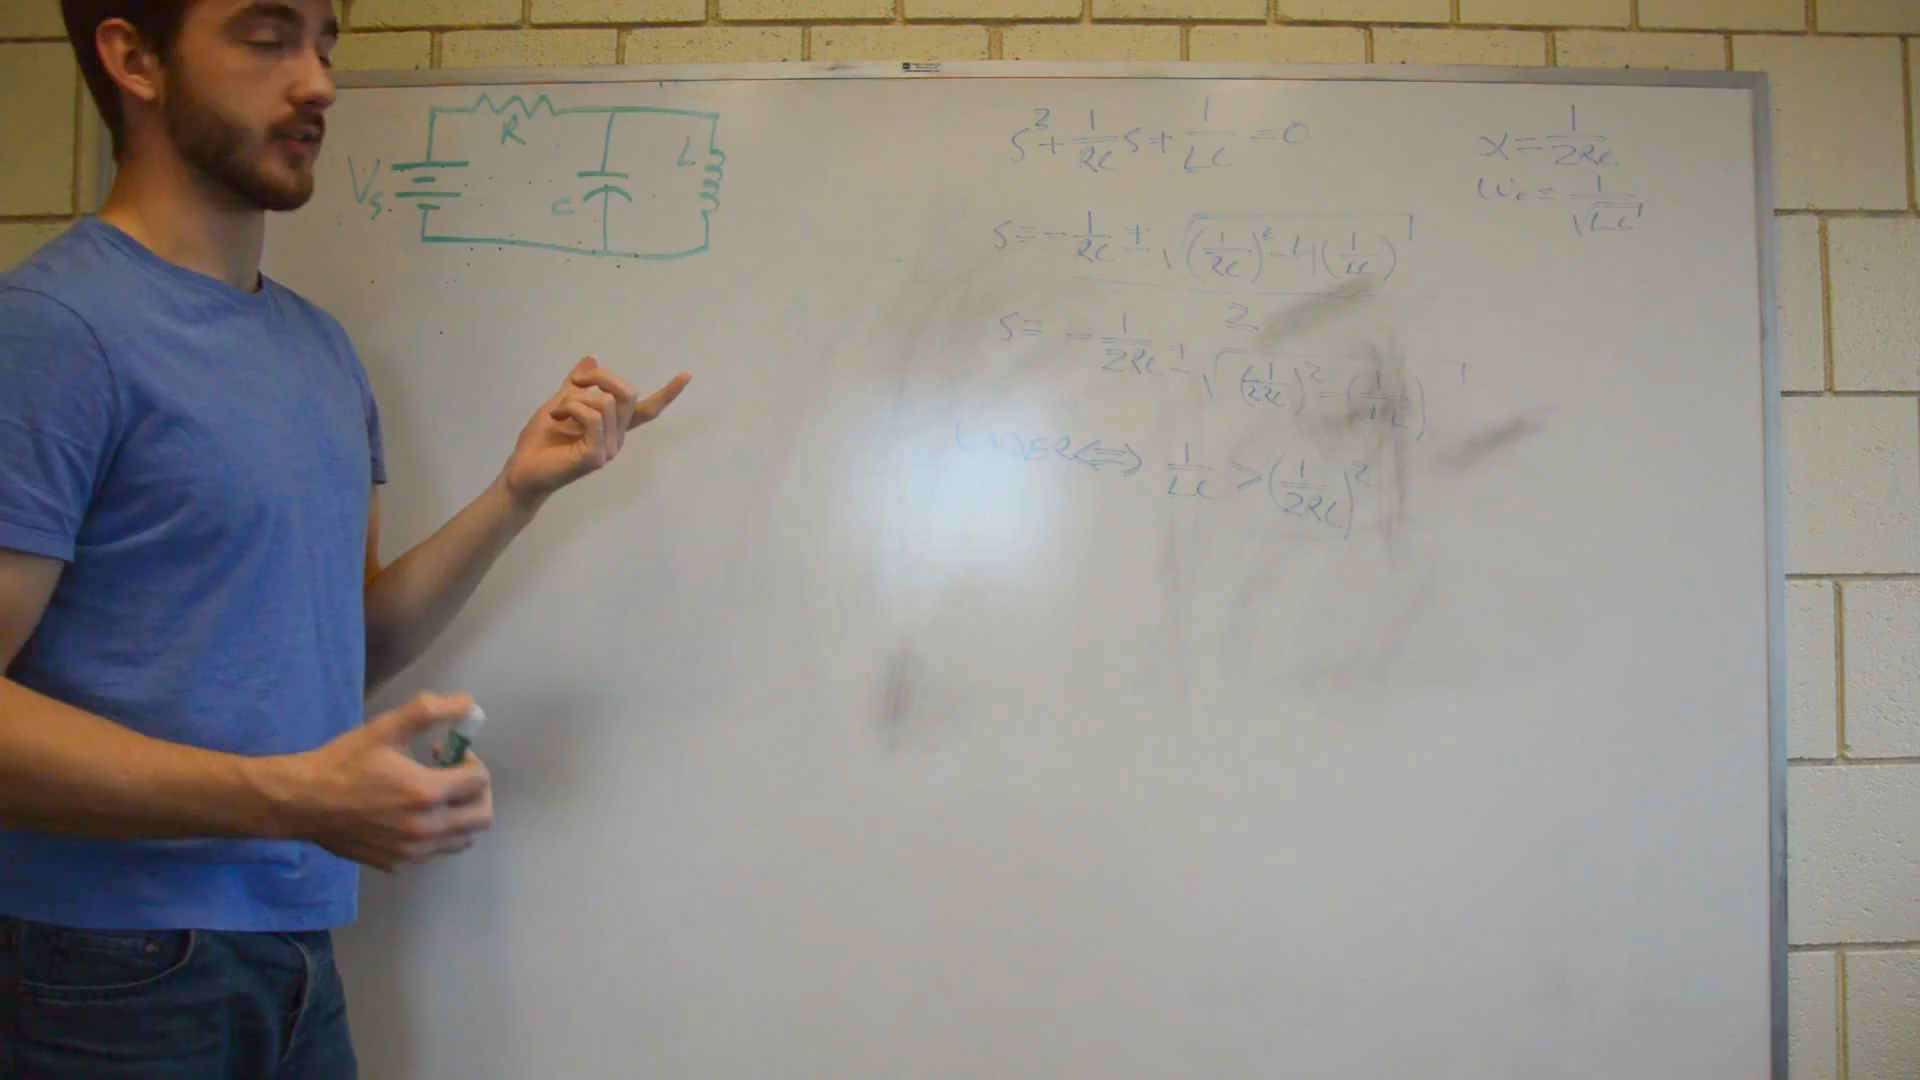 R
L
Vs
C
s² + 1/RC s + 1/LC = 0
s = - 1/RC ± √((1/RC)² - 4(1/LC)) / 2
s = - 1/2RC ± √((1/2RC)² - (1/LC))
UNDER ⟺ 1/LC > (1/2RC)²
α = 1/2RC
ω₀ = 1/√LC